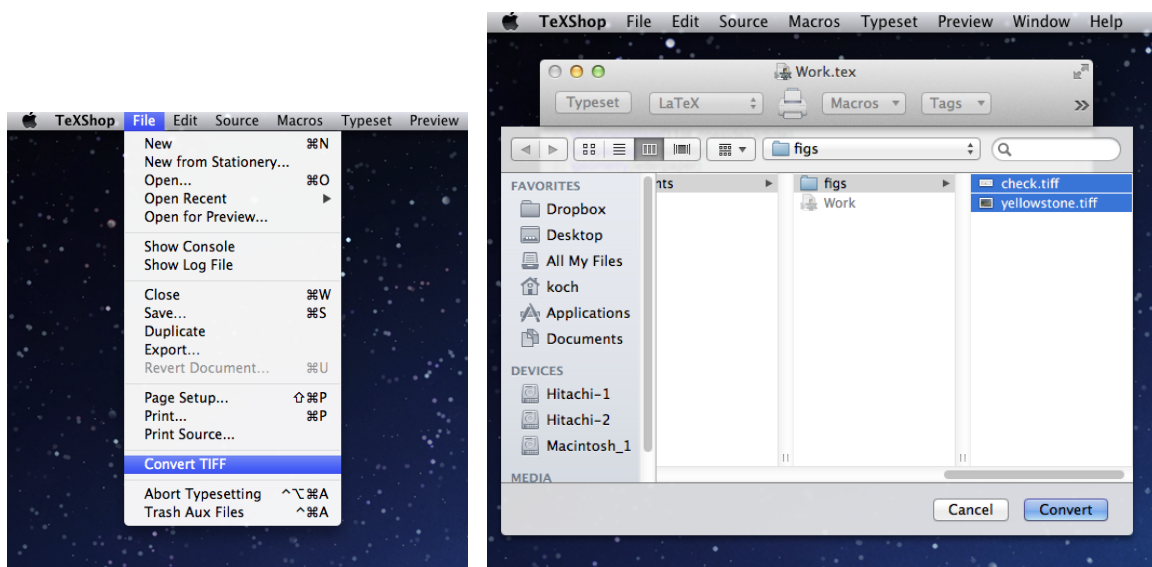 TeXShop File Edit Source Macros Typeset Preview
New ⌘N
New from Stationery...
Open... ⌘O
Open Recent ▶
Open for Preview...
Show Console
Show Log File
Close ⌘W
Save... ⌘S
Duplicate
Export...
Revert Document... ⌘U
Page Setup... ⇧⌘P
Print... ⌘P
Print Source...
Convert TIFF
Abort Typesetting ^⌥⌘A
Trash Aux Files ^⌘A
TeXShop File Edit Source Macros Typeset Preview Window Help
Work.tex
Typeset LaTeX Macros Tags »
figs
FAVORITES
Dropbox
Desktop
All My Files
koch
Applications
Documents
DEVICES
Hitachi-1
Hitachi-2
Macintosh_1
MEDIA
nts
figs
Work
check.tiff
yellowstone.tiff
Cancel Convert